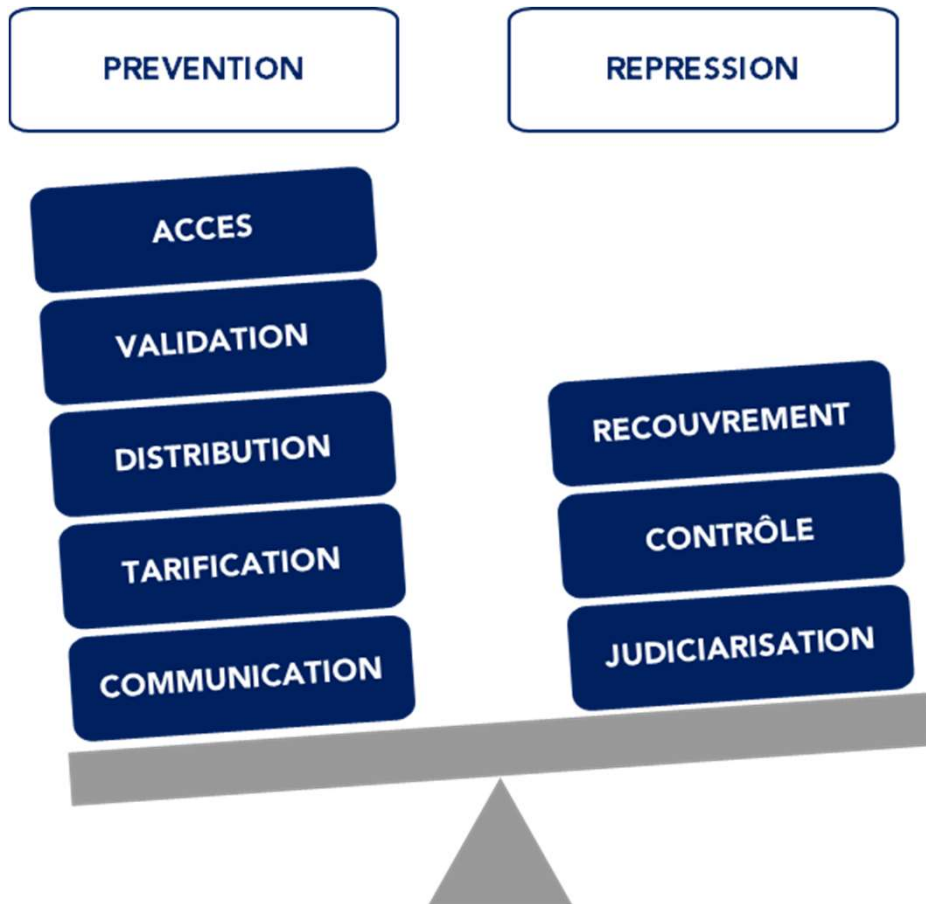 PREVENTION
REPRESSION
ACCES
VALIDATION
DISTRIBUTION
TARIFICATION
COMMUNICATION
RECOUVREMENT
CONTRÔLE
JUDICIARISATION